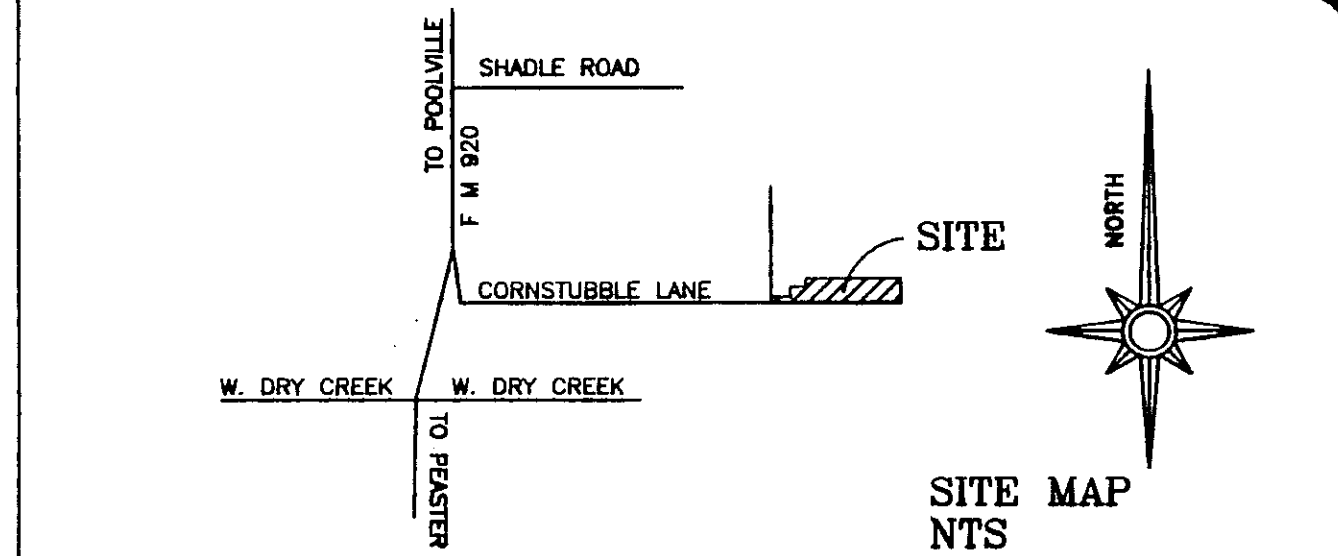 TO POOLVILLE
SHADLE ROAD
F M 920
NORTH
SITE
CORNSTUBBLE LANE
W. DRY CREEK
W. DRY CREEK
TO PEASTER
SITE MAP
NTS